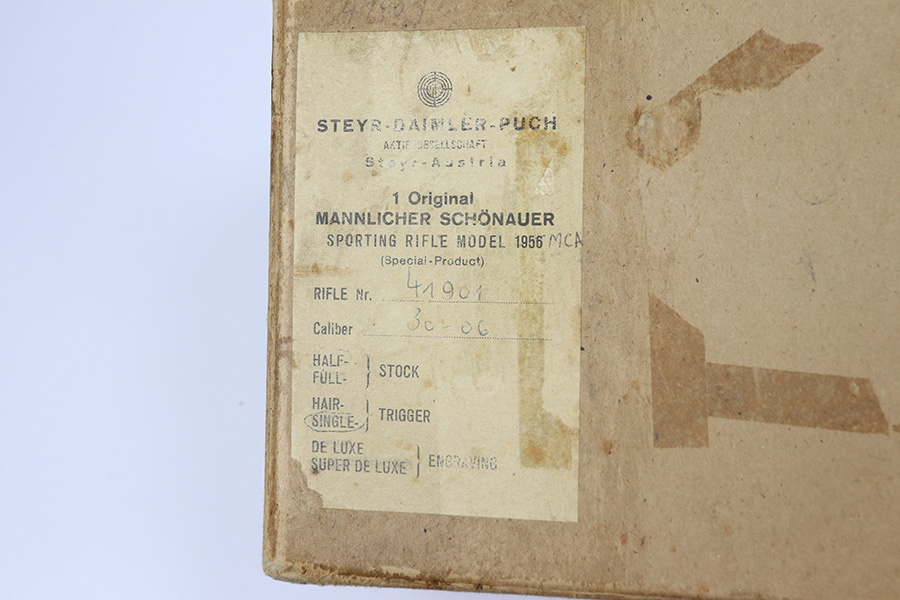 STEYR-DAIMLER-PUCH
AKTIENGESELLSCHAFT
Steyr-Austria
1 Original
MANNLICHER SCHÖNAUER
SPORTING RIFLE MODEL 1956 MCA
(Special-Product)
RIFLE Nr. 41901
Caliber 30-06
HALF-
FULL- } STOCK
HAIR-
SINGLE- } TRIGGER
DE LUXE
SUPER DE LUXE } ENGRAVING